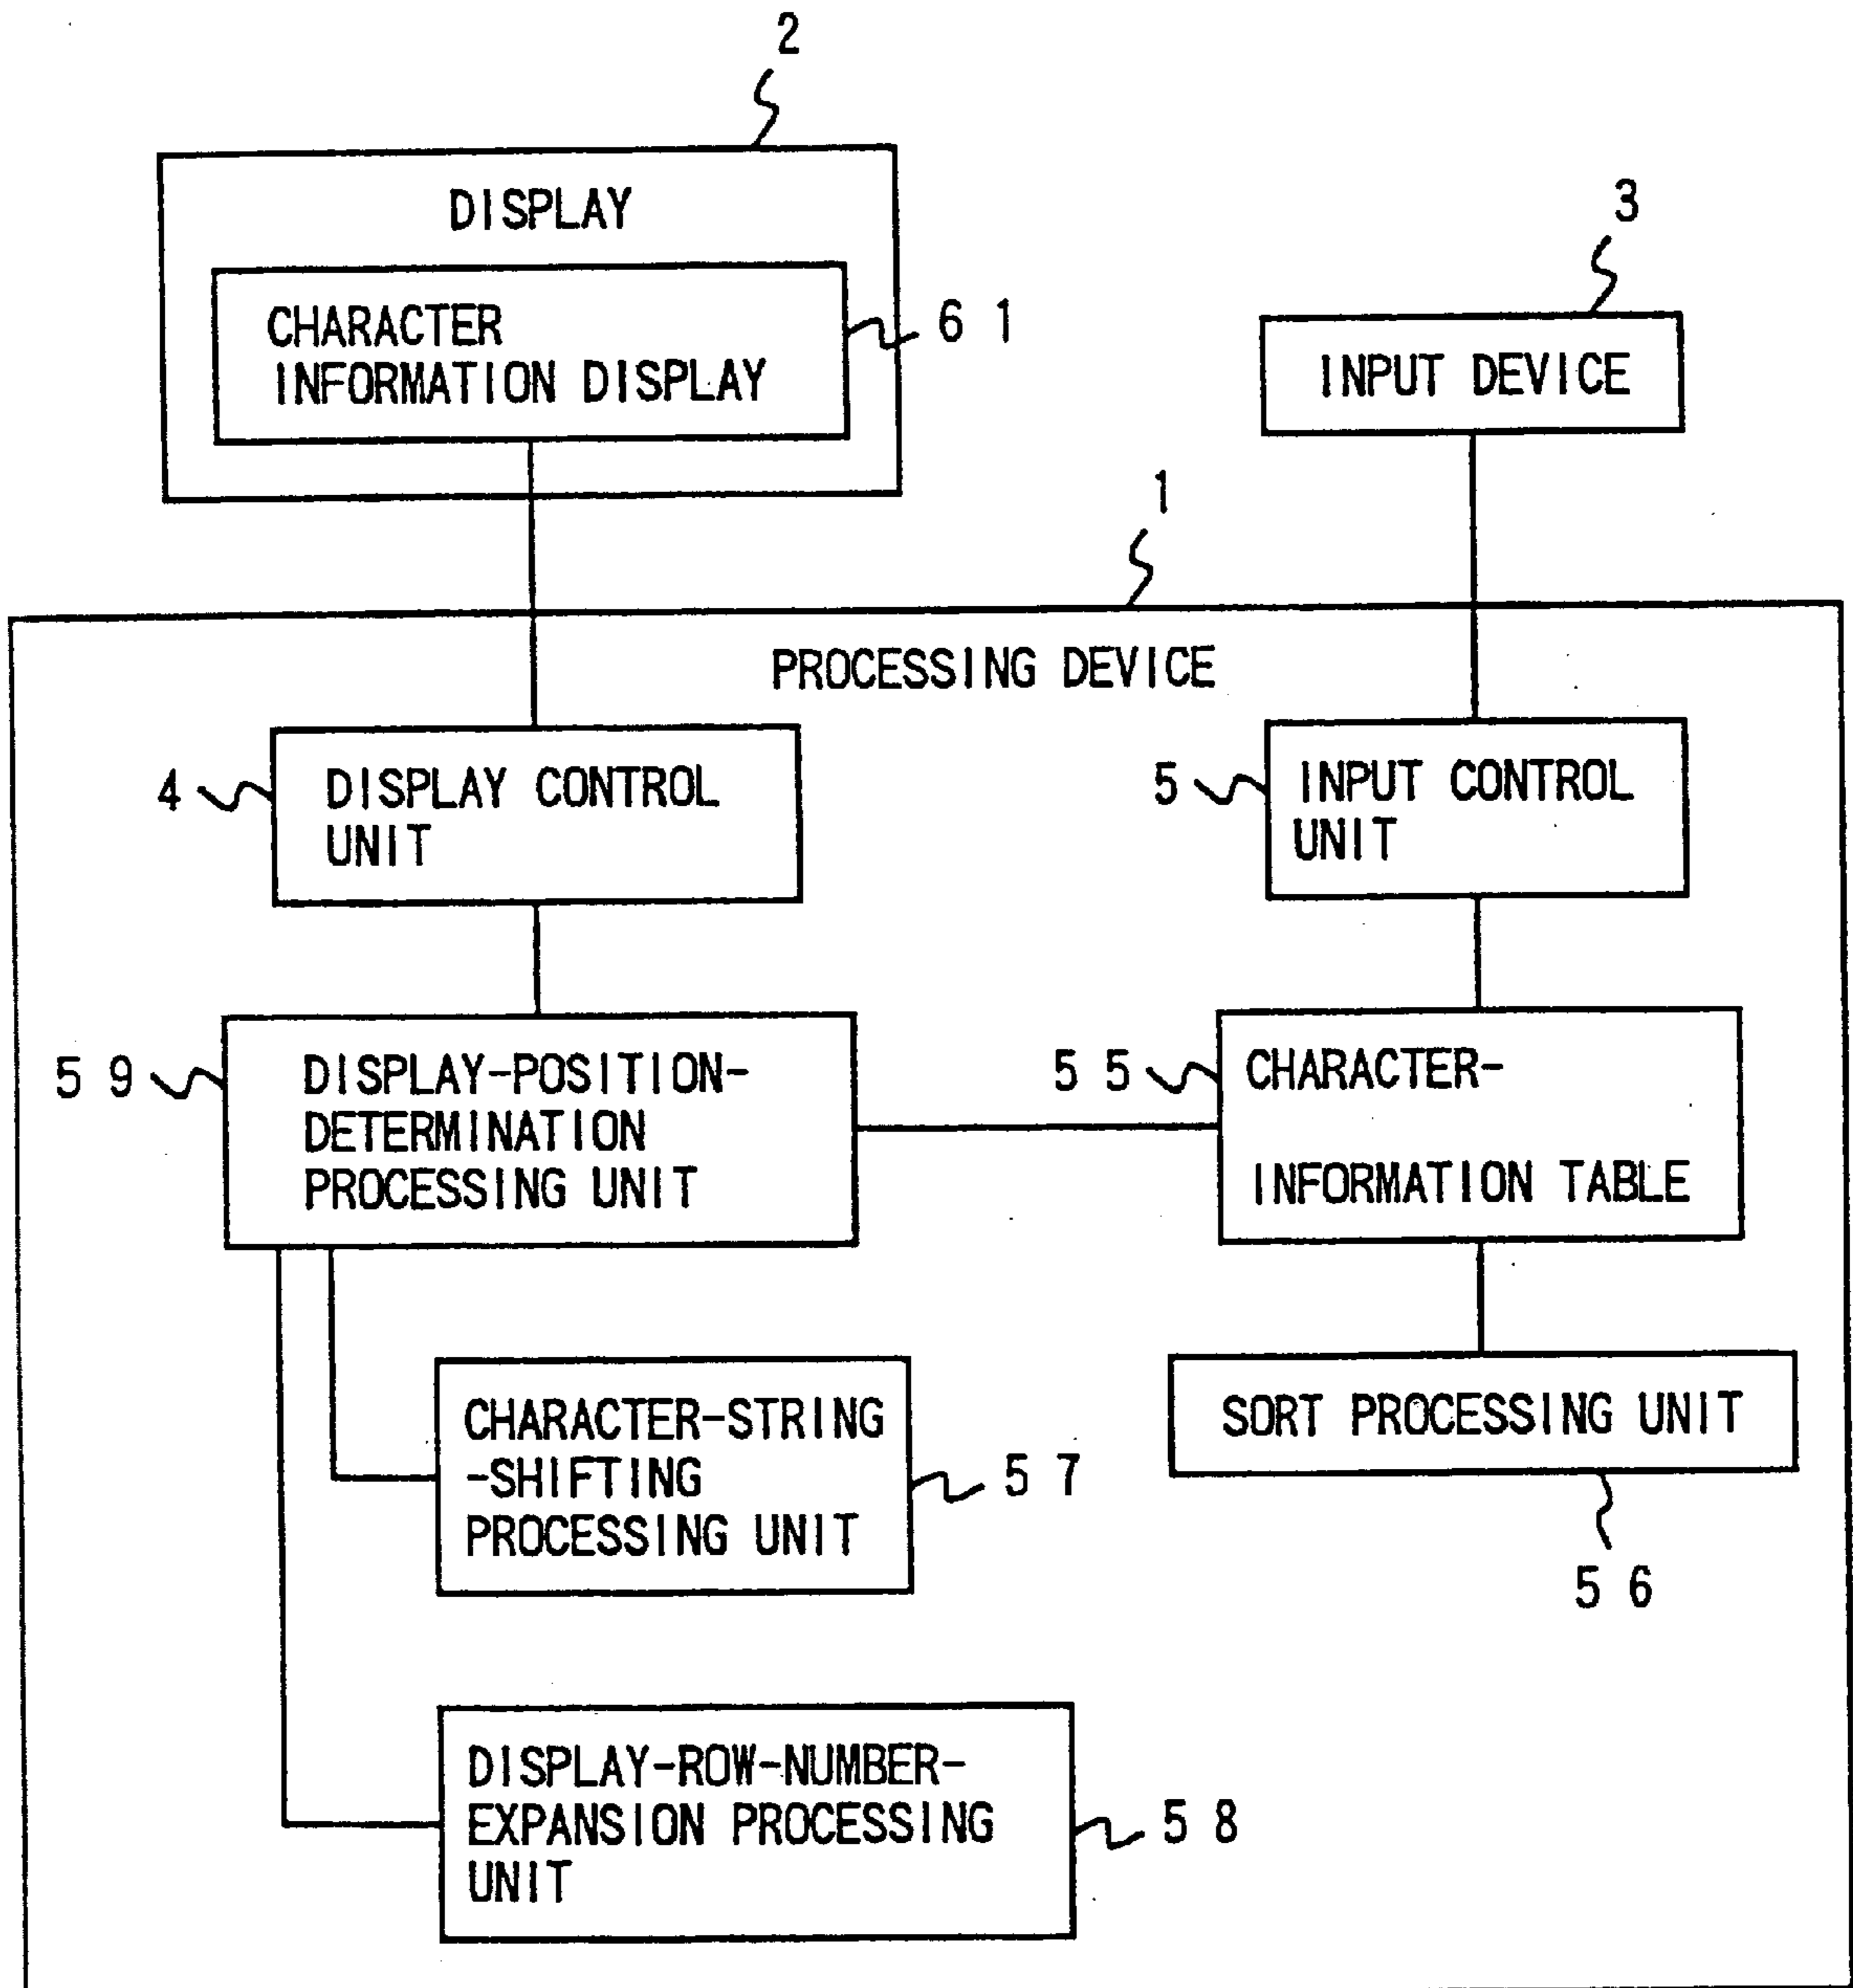 2
DISPLAY
3
CHARACTER
INFORMATION DISPLAY
61
INPUT DEVICE
1
PROCESSING DEVICE
4
DISPLAY CONTROL
UNIT
5
INPUT CONTROL
UNIT
59
DISPLAY-POSITION-
DETERMINATION
PROCESSING UNIT
55
CHARACTER-
INFORMATION TABLE
CHARACTER-STRING
-SHIFTING
PROCESSING UNIT
57
SORT PROCESSING UNIT
56
DISPLAY-ROW-NUMBER-
EXPANSION PROCESSING
UNIT
58